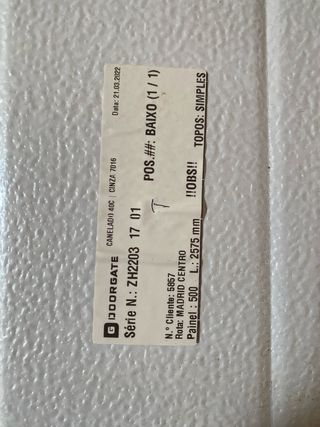 DOORGATE CANELADO 40C | CINZA 7016 Data: 21.03.2022
Série N.: ZH2203 17 01 POS.##: BAIXO (1 / 1)
T
N.º Cliente: 5857
Rota: MADRID CENTRO !!OBS!!
Painel : 500 L.: 2575 mm TOPOS: SIMPLES